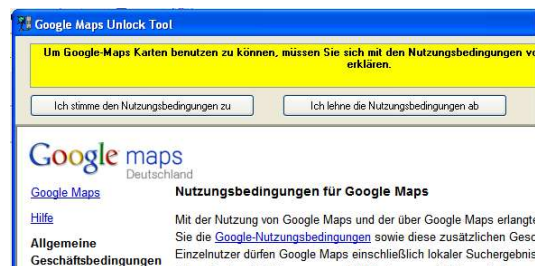 Google Maps Unlock Tool
Um Google-Maps Karten benutzen zu können, müssen Sie sich mit den Nutzungsbedingungen
erklären.
Ich stimme den Nutzungsbedingungen zu
Ich lehne die Nutzungsbedingungen ab
Google maps
Deutschland
Google Maps
Nutzungsbedingungen für Google Maps
Hilfe
Mit der Nutzung von Google Maps und der über Google Maps
Sie die Google-Nutzungsbedingungen sowie diese zusätzlichen
Allgemeine
Geschäftsbedingungen
Einzelnutzer dürfen Google Maps einschließlich lokaler